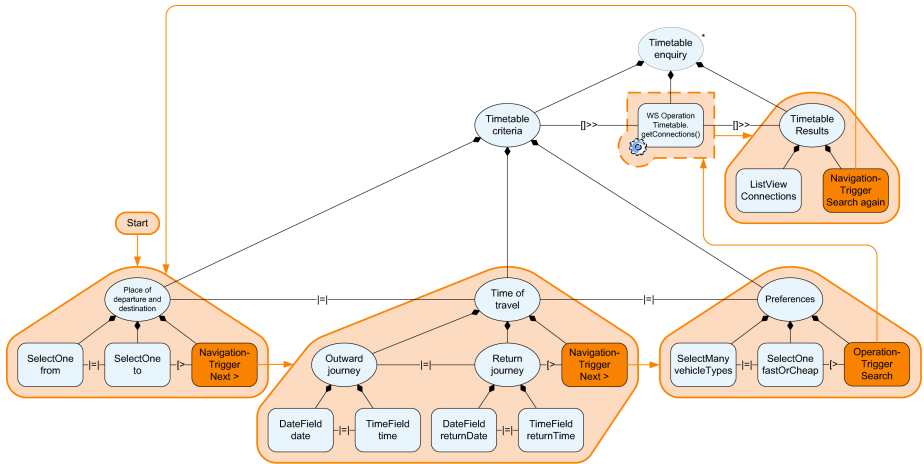 Timetable
enquiry
*
Timetable
criteria
[]>>
WS Operation
Timetable.
getConnections()
[]>>
Timetable
Results
ListView
Connections
Navigation-
Trigger
Search again
Start
Place of
departure and
destination
|=|
Time of
travel
|=|
Preferences
SelectOne
from
|=|
SelectOne
to
[>
Navigation-
Trigger
Next >
Outward
journey
|=|
Return
journey
[>
Navigation-
Trigger
Next >
SelectMany
vehicleTypes
|=|
SelectOne
fastOrCheap
[>
Operation-
Trigger
Search
DateField
date
|=|
TimeField
time
DateField
returnDate
|=|
TimeField
returnTime